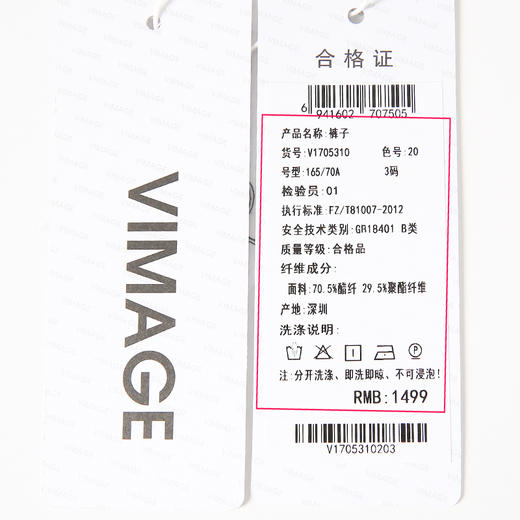 VIMAGE
合格证
6 941602 707505
产品名称:裤子
货号:V1705310 色号:20
号型:165/70A 3码
检验员:01
执行标准:FZ/T81007-2012
安全技术类别:GB18401 B类
质量等级:合格品
纤维成分:
面料:70.5%醋纤 29.5%聚酯纤维
产地:深圳
洗涤说明:
注:分开洗涤、即洗即晾、不可浸泡!
RMB:1499
V1705310203